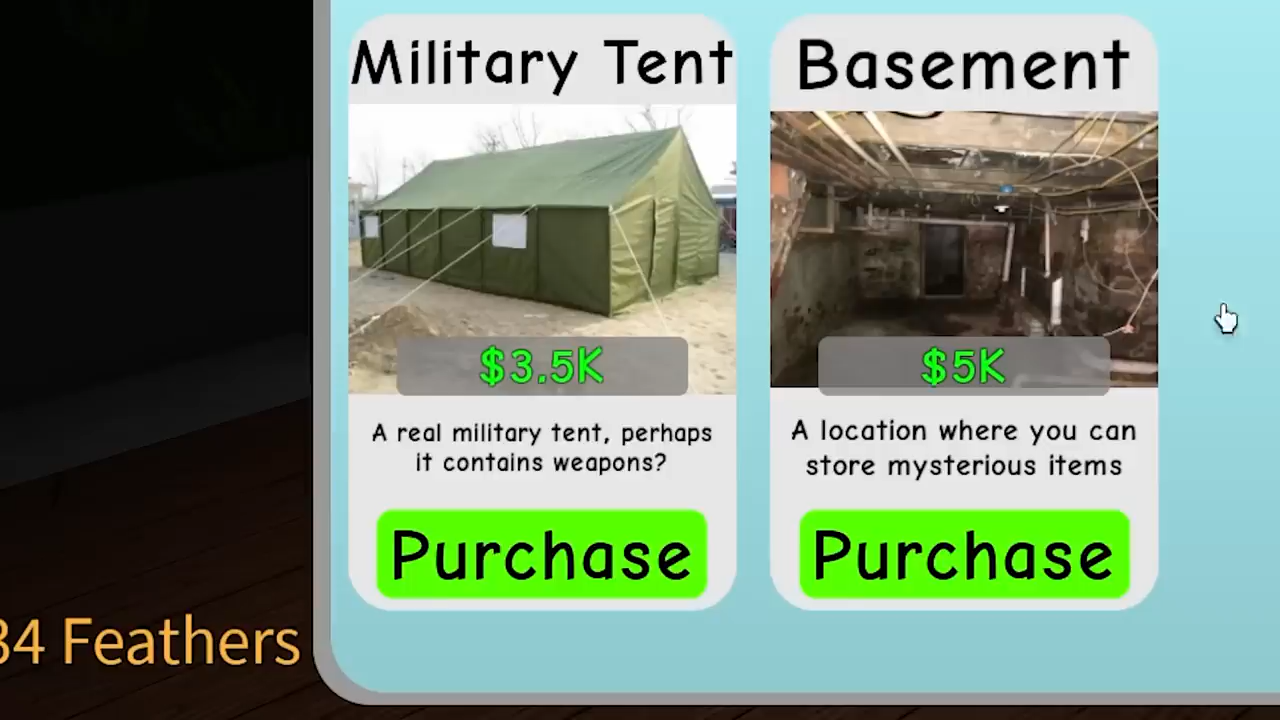 Military Tent
$3.5K
A real military tent, perhaps
it contains weapons?
Purchase
Basement
$5K
A location where you can
store mysterious items
Purchase
34 Feathers